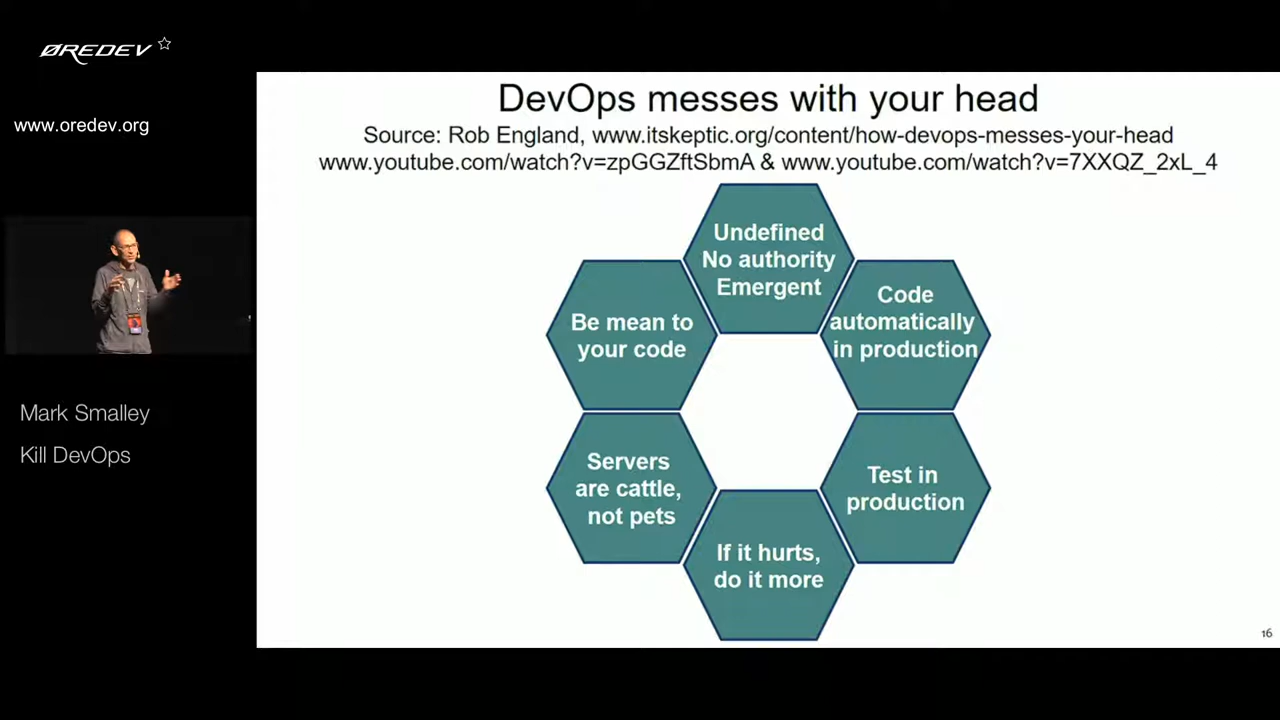 ØREDEV
www.oredev.org
Mark Smalley
Kill DevOps
DevOps messes with your head
Source: Rob England, www.itskeptic.org/content/how-devops-messes-your-head
www.youtube.com/watch?v=zpGGZftSbmA & www.youtube.com/watch?v=7XXQZ_2xL_4
Undefined
No authority
Emergent
Code
automatically
in production
Test in
production
If it hurts,
do it more
Servers
are cattle,
not pets
Be mean to
your code
16